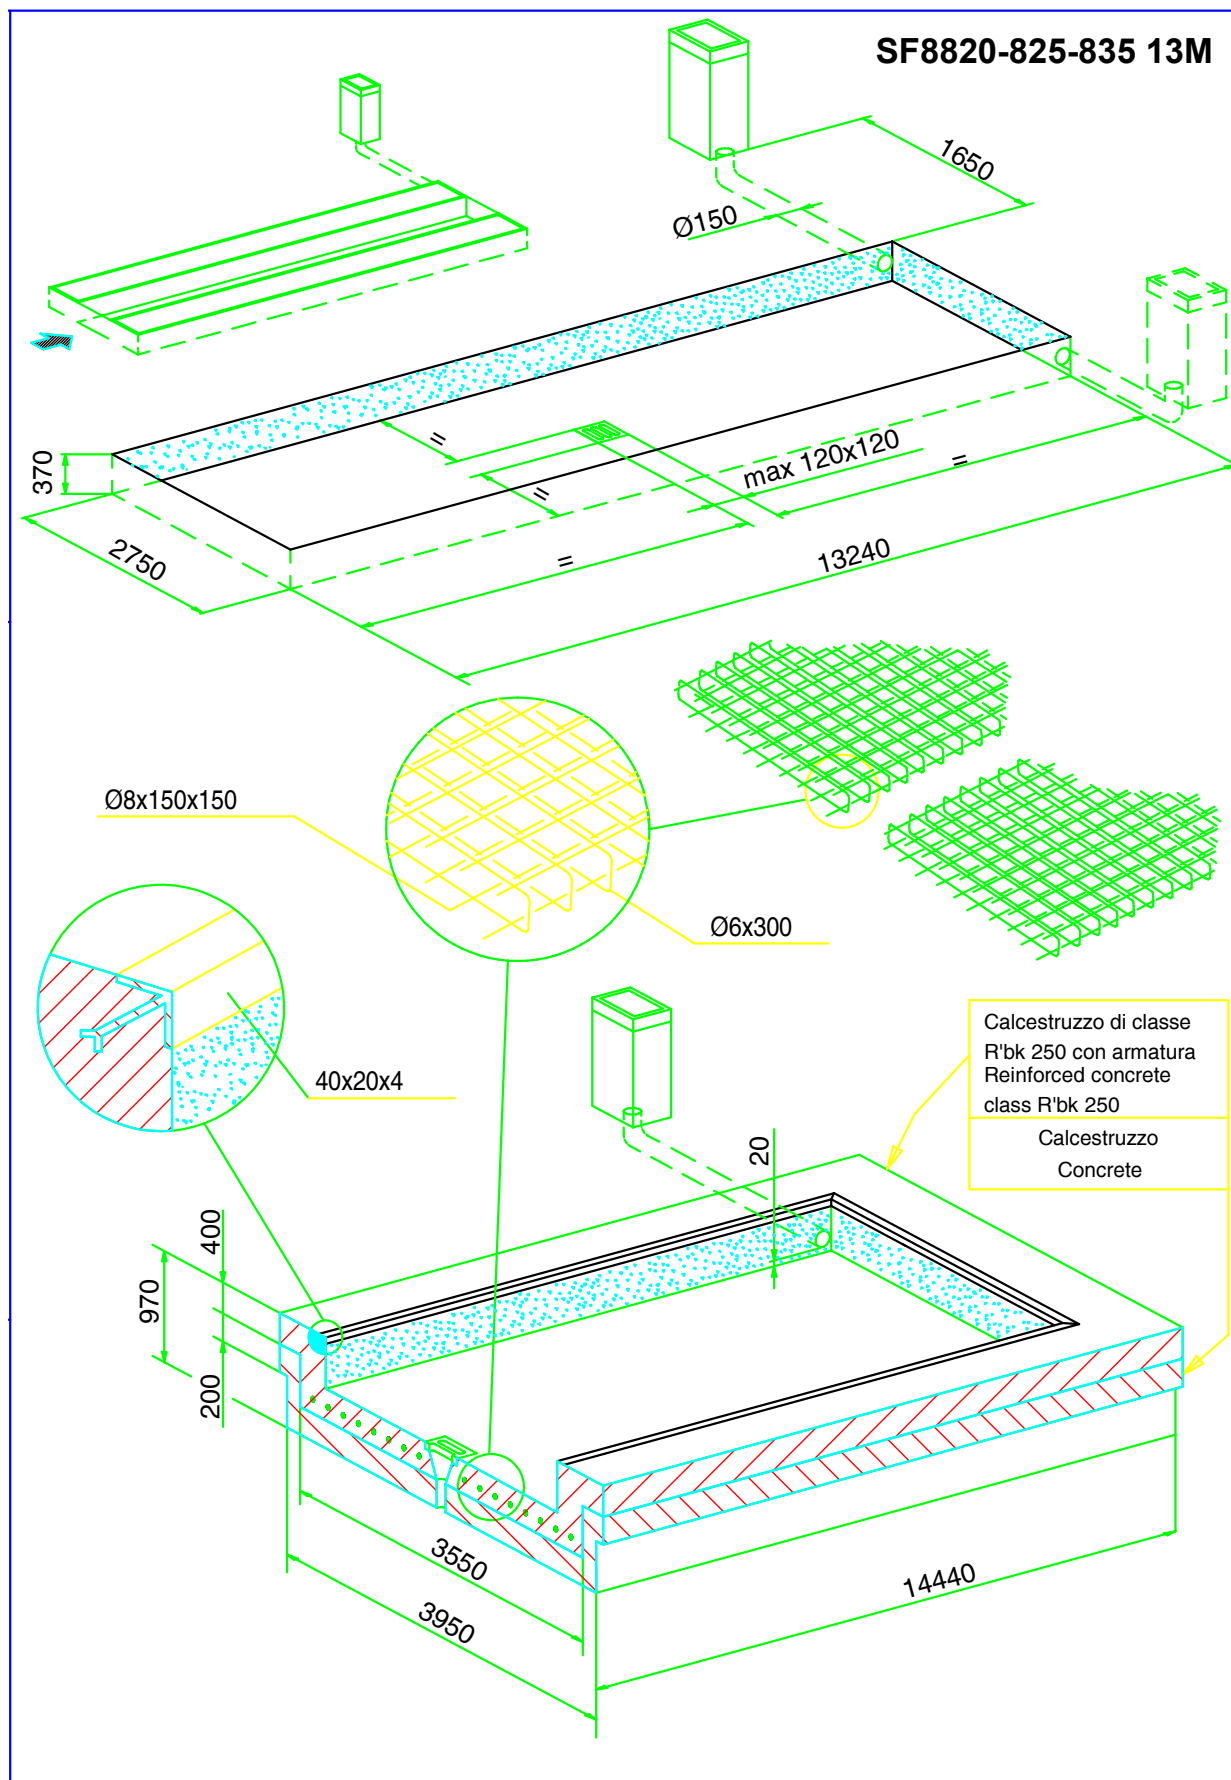 SF8820-825-835 13M
1650
Ø150
370
=
=
max 120x120
=
=
2750
13240
Ø8x150x150
Ø6x300
40x20x4
Calcestruzzo di classe
R'bk 250 con armatura
Reinforced concrete
class R'bk 250
Calcestruzzo
Concrete
20
400
970
200
3550
3950
14440